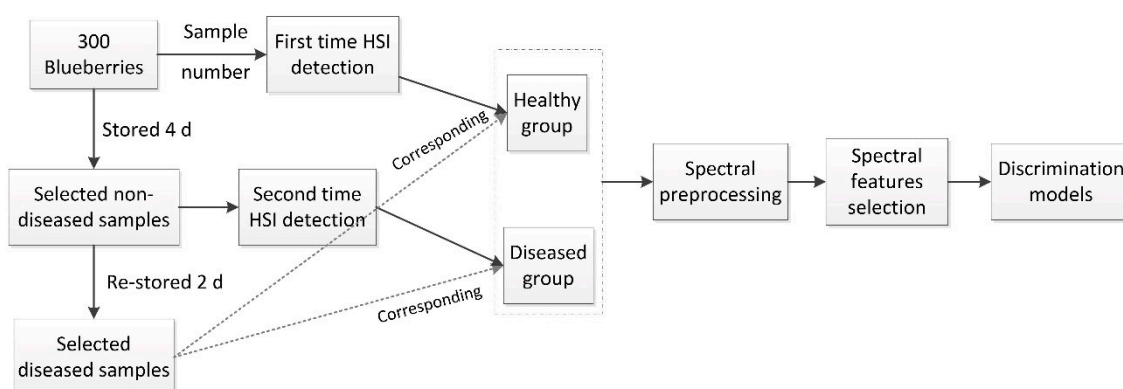 300
Blueberries
Sample
number
First time HSI
detection
Stored 4 d
Selected non-
diseased samples
Second time
HSI detection
Re-stored 2 d
Selected
diseased samples
Corresponding
Corresponding
Healthy
group
Diseased
group
Spectral
preprocessing
Spectral
features
selection
Discrimination
models